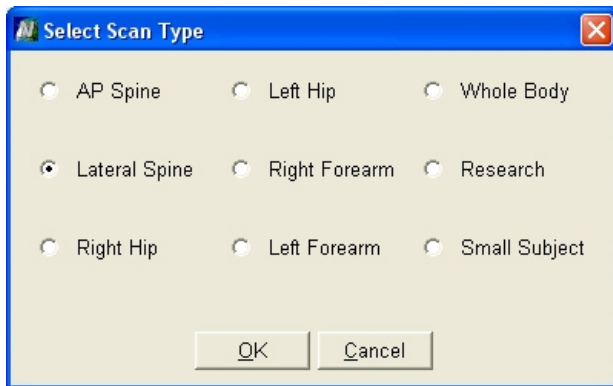 Select Scan Type
AP Spine Left Hip Whole Body
Lateral Spine Right Forearm Research
Right Hip Left Forearm Small Subject
OK Cancel